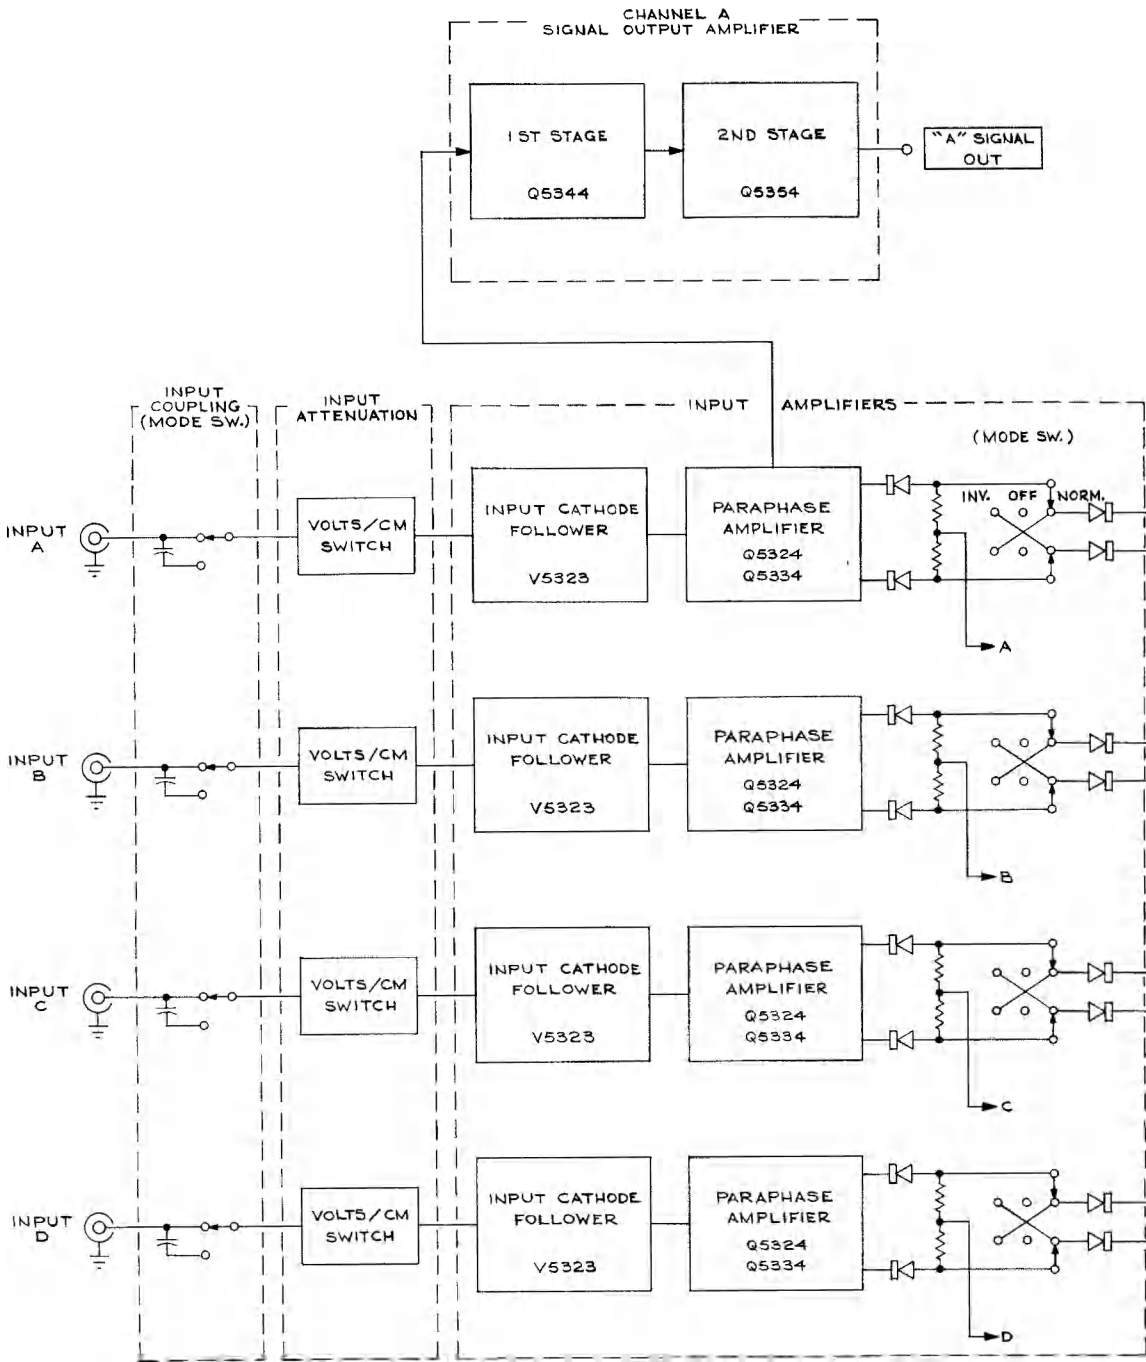 CHANNEL A
SIGNAL OUTPUT AMPLIFIER
1ST STAGE
Q5344
2ND STAGE
Q5354
"A" SIGNAL
OUT
INPUT
COUPLING
(MODE SW.)
INPUT
ATTENUATION
INPUT AMPLIFIERS
(MODE SW.)
INPUT
A
VOLTS/CM
SWITCH
INPUT CATHODE
FOLLOWER
V5323
PARAPHASE
AMPLIFIER
Q5324
Q5334
INV. OFF NORM.
A
INPUT
B
VOLTS/CM
SWITCH
INPUT CATHODE
FOLLOWER
V5323
PARAPHASE
AMPLIFIER
Q5324
Q5334
B
INPUT
C
VOLTS/CM
SWITCH
INPUT CATHODE
FOLLOWER
V5323
PARAPHASE
AMPLIFIER
Q5324
Q5334
C
INPUT
D
VOLTS/CM
SWITCH
INPUT CATHODE
FOLLOWER
V5323
PARAPHASE
AMPLIFIER
Q5324
Q5334
D